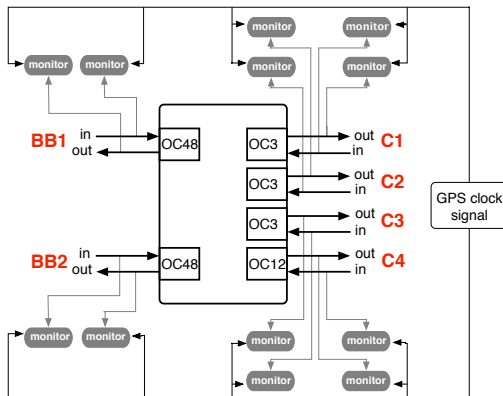 monitor
monitor
monitor
monitor
monitor
monitor
BB1
in
out
OC48
OC3
out
in
C1
OC3
out
in
C2
GPS clock
signal
OC3
out
in
C3
BB2
in
out
OC48
OC12
out
in
C4
monitor
monitor
monitor
monitor
monitor
monitor